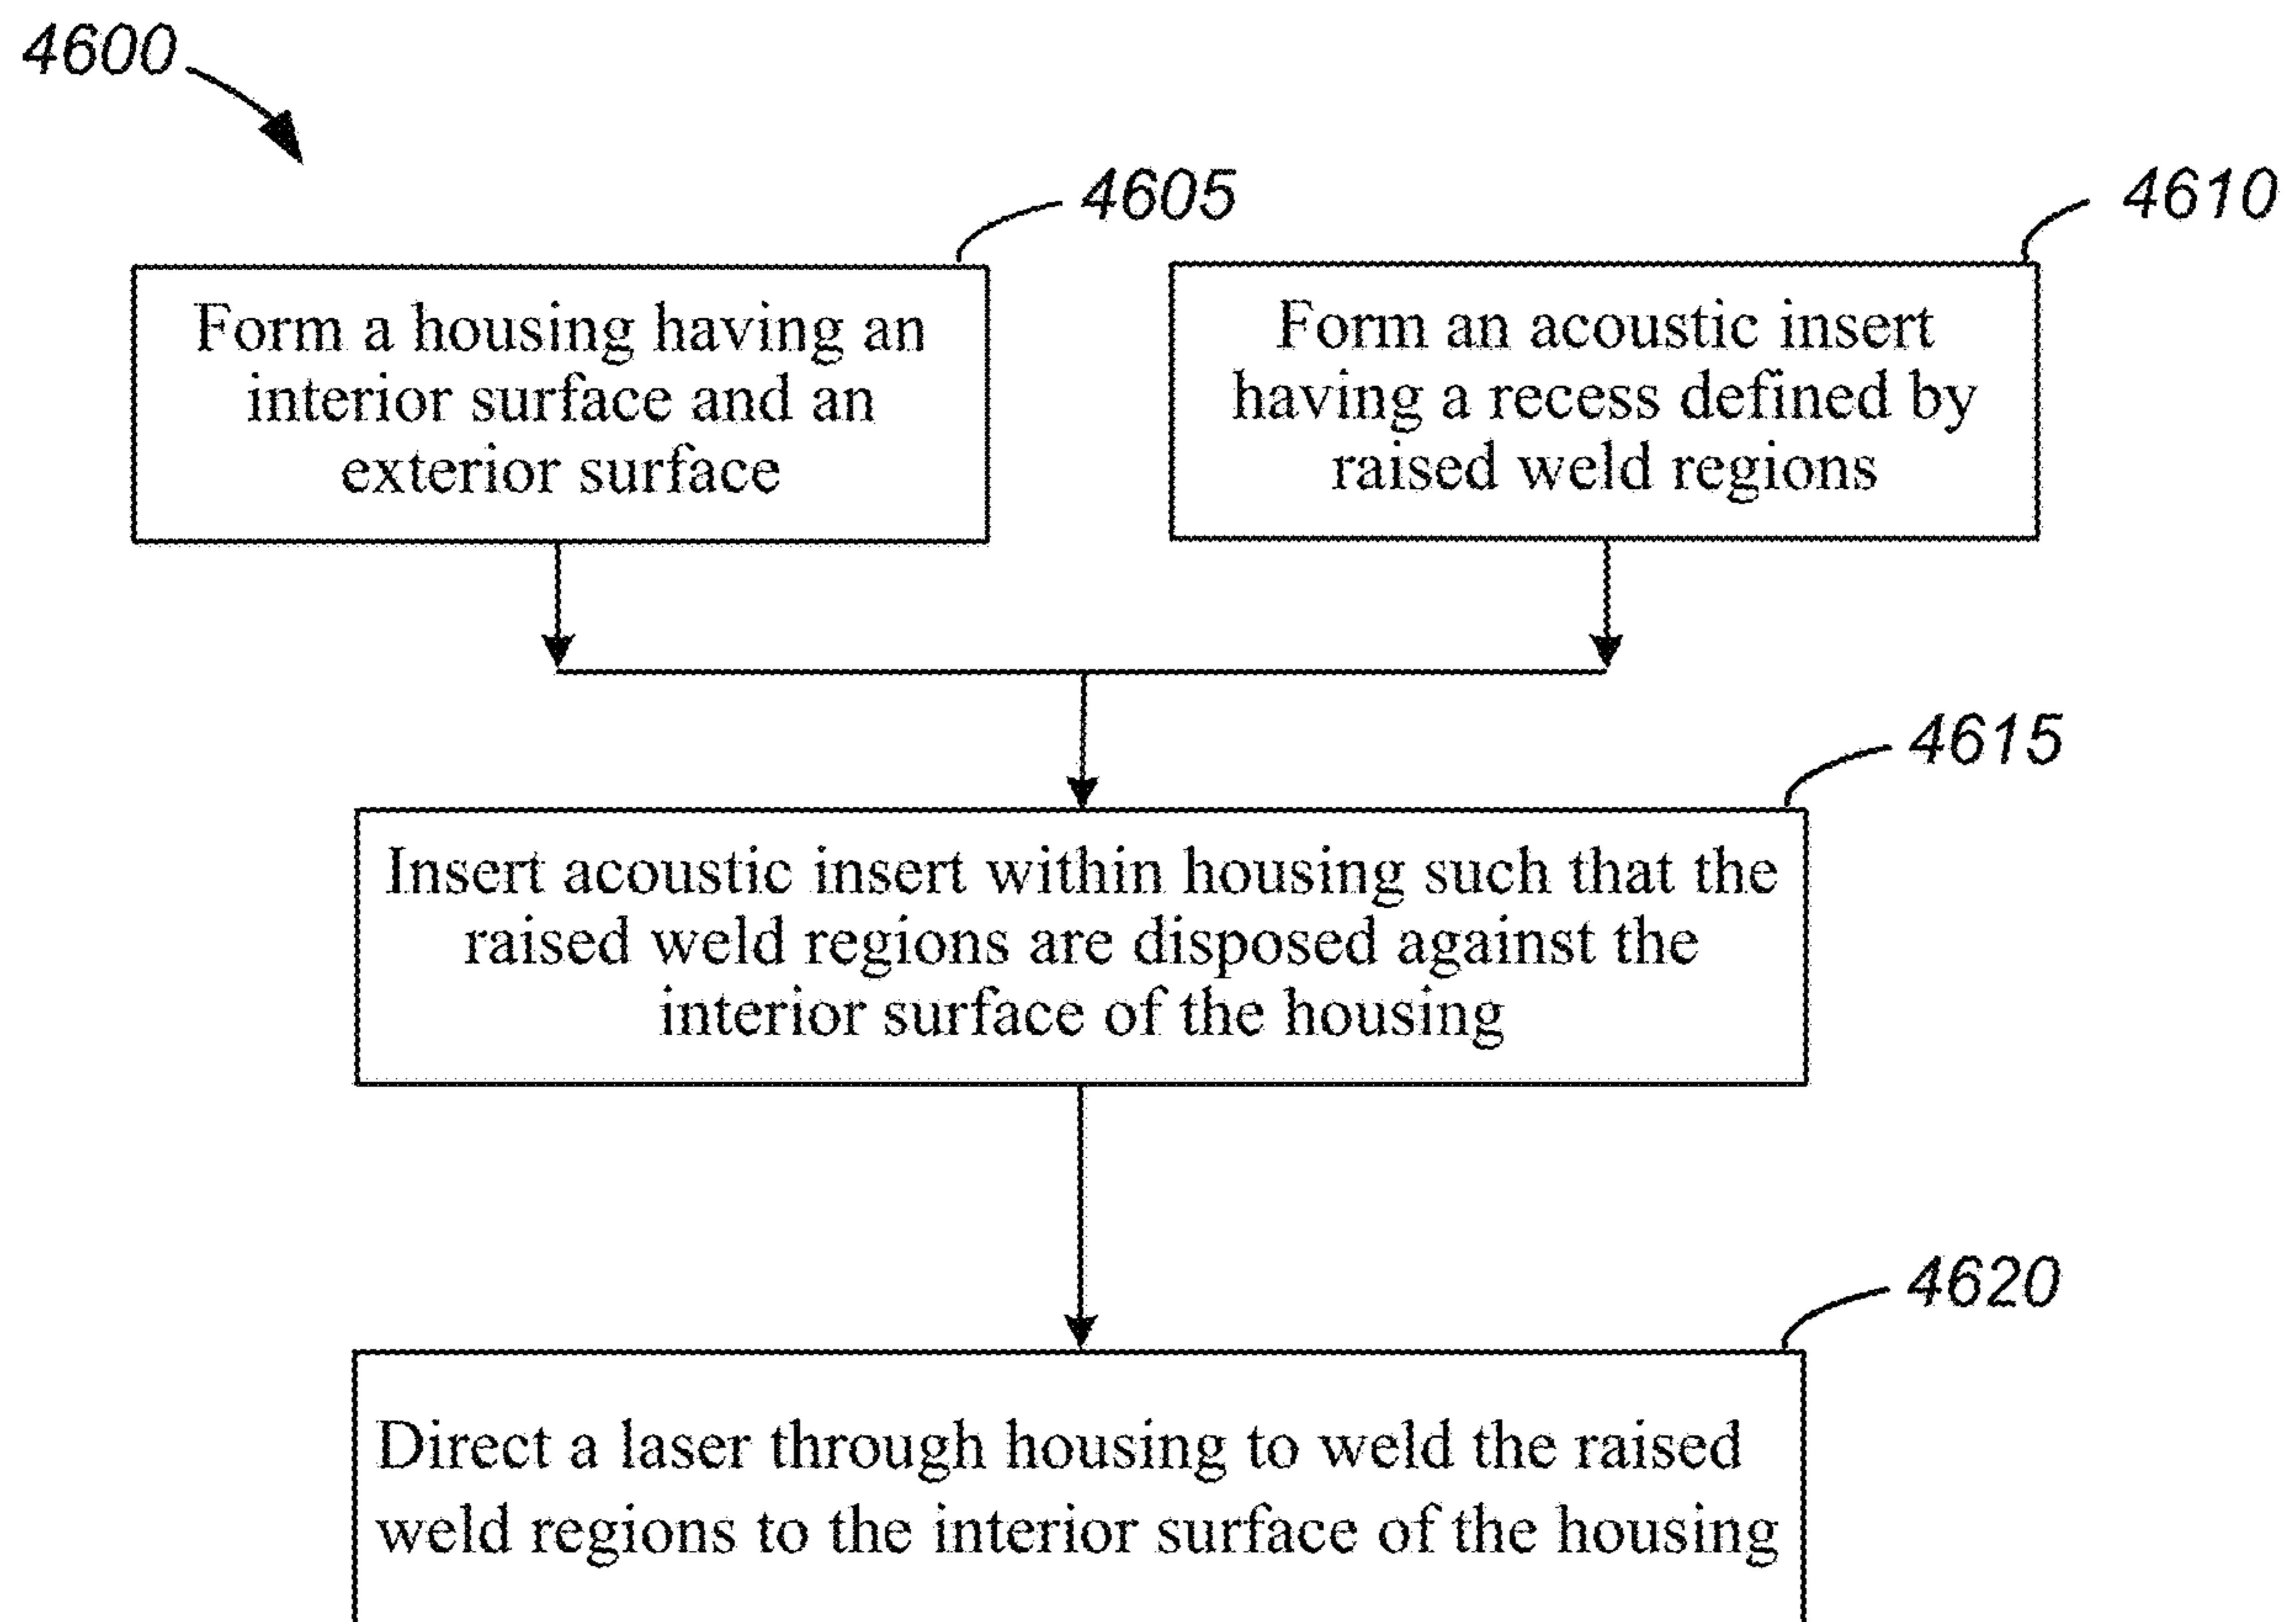 4600
4605
4610
Form a housing having an
interior surface and an
exterior surface
Form an acoustic insert
having a recess defined by
raised weld regions
4615
Insert acoustic insert within housing such that the
raised weld regions are disposed against the
interior surface of the housing
4620
Direct a laser through housing to weld the raised
weld regions to the interior surface of the housing